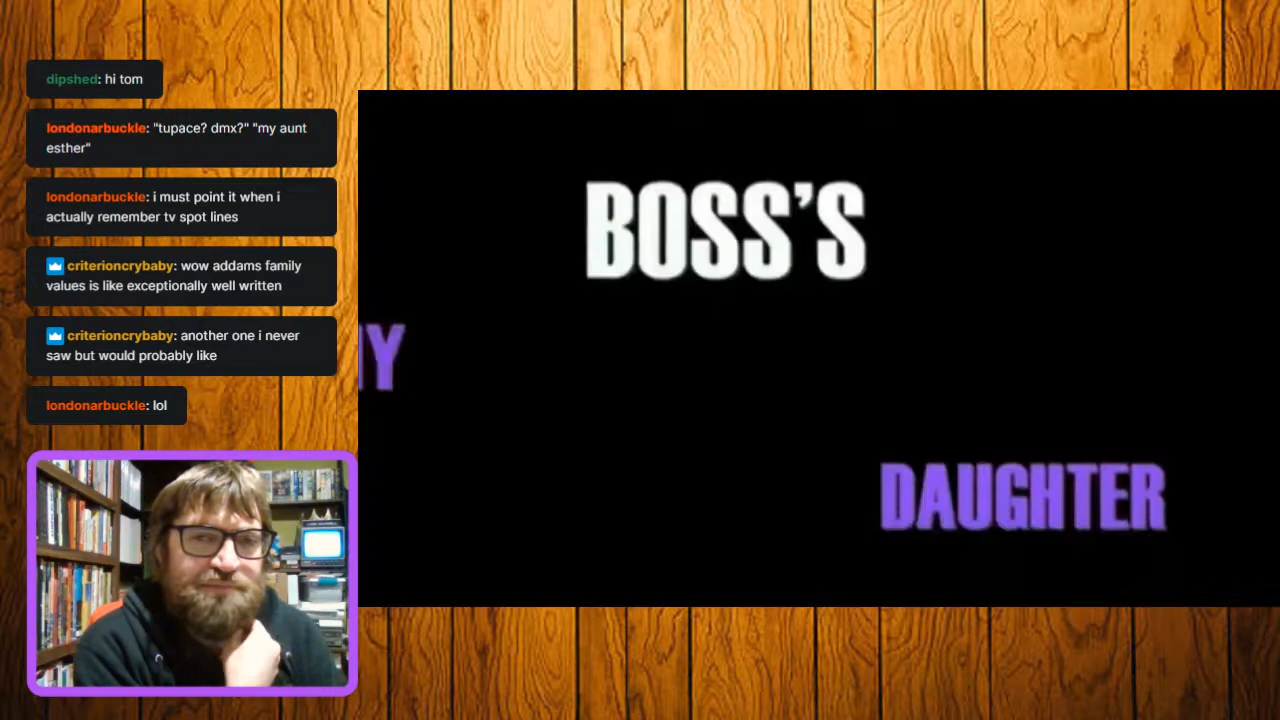 dipshed: hi tom
londonarbuckle: "tupace? dmx?" "my aunt
esther"
londonarbuckle: i must point it when i
actually remember tv spot lines
criterioncrybaby: wow addams family
values is like exceptionally well written
criterioncrybaby: another one i never
saw but would probably like
londonarbuckle: lol
BOSS'S
Y
DAUGHTER